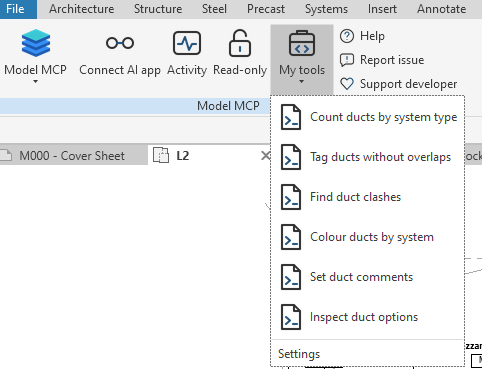 File Architecture Structure Steel Precast Systems Insert Annotate
Model MCP Connect AI app Activity Read-only My tools
Help
Report issue
Support developer
Model MCP
M000 - Cover Sheet L2
Count ducts by system type
Tag ducts without overlaps
Find duct clashes
Colour ducts by system
Set duct comments
Inspect duct options
Settings